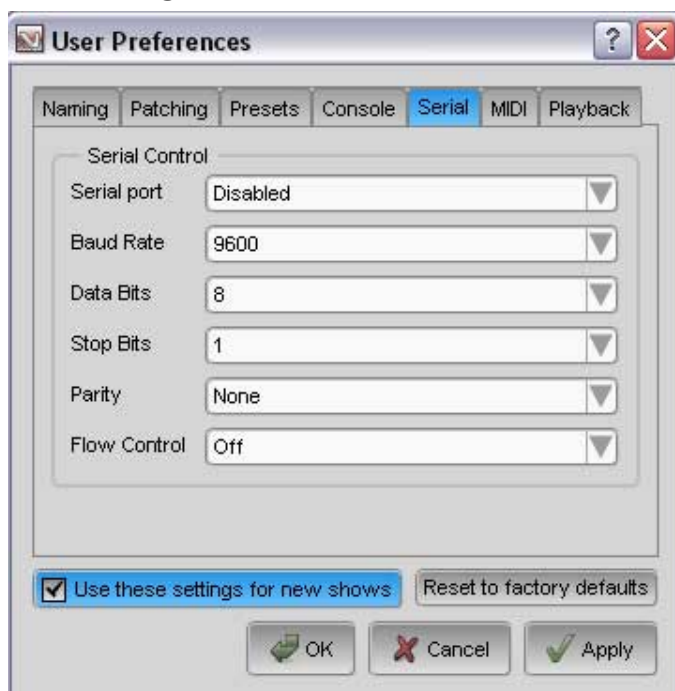 User Preferences
Naming Patching Presets Console Serial MIDI Playback
Serial Control
Serial port Disabled
Baud Rate 9600
Data Bits 8
Stop Bits 1
Parity None
Flow Control Off
Use these settings for new shows Reset to factory defaults
OK Cancel Apply